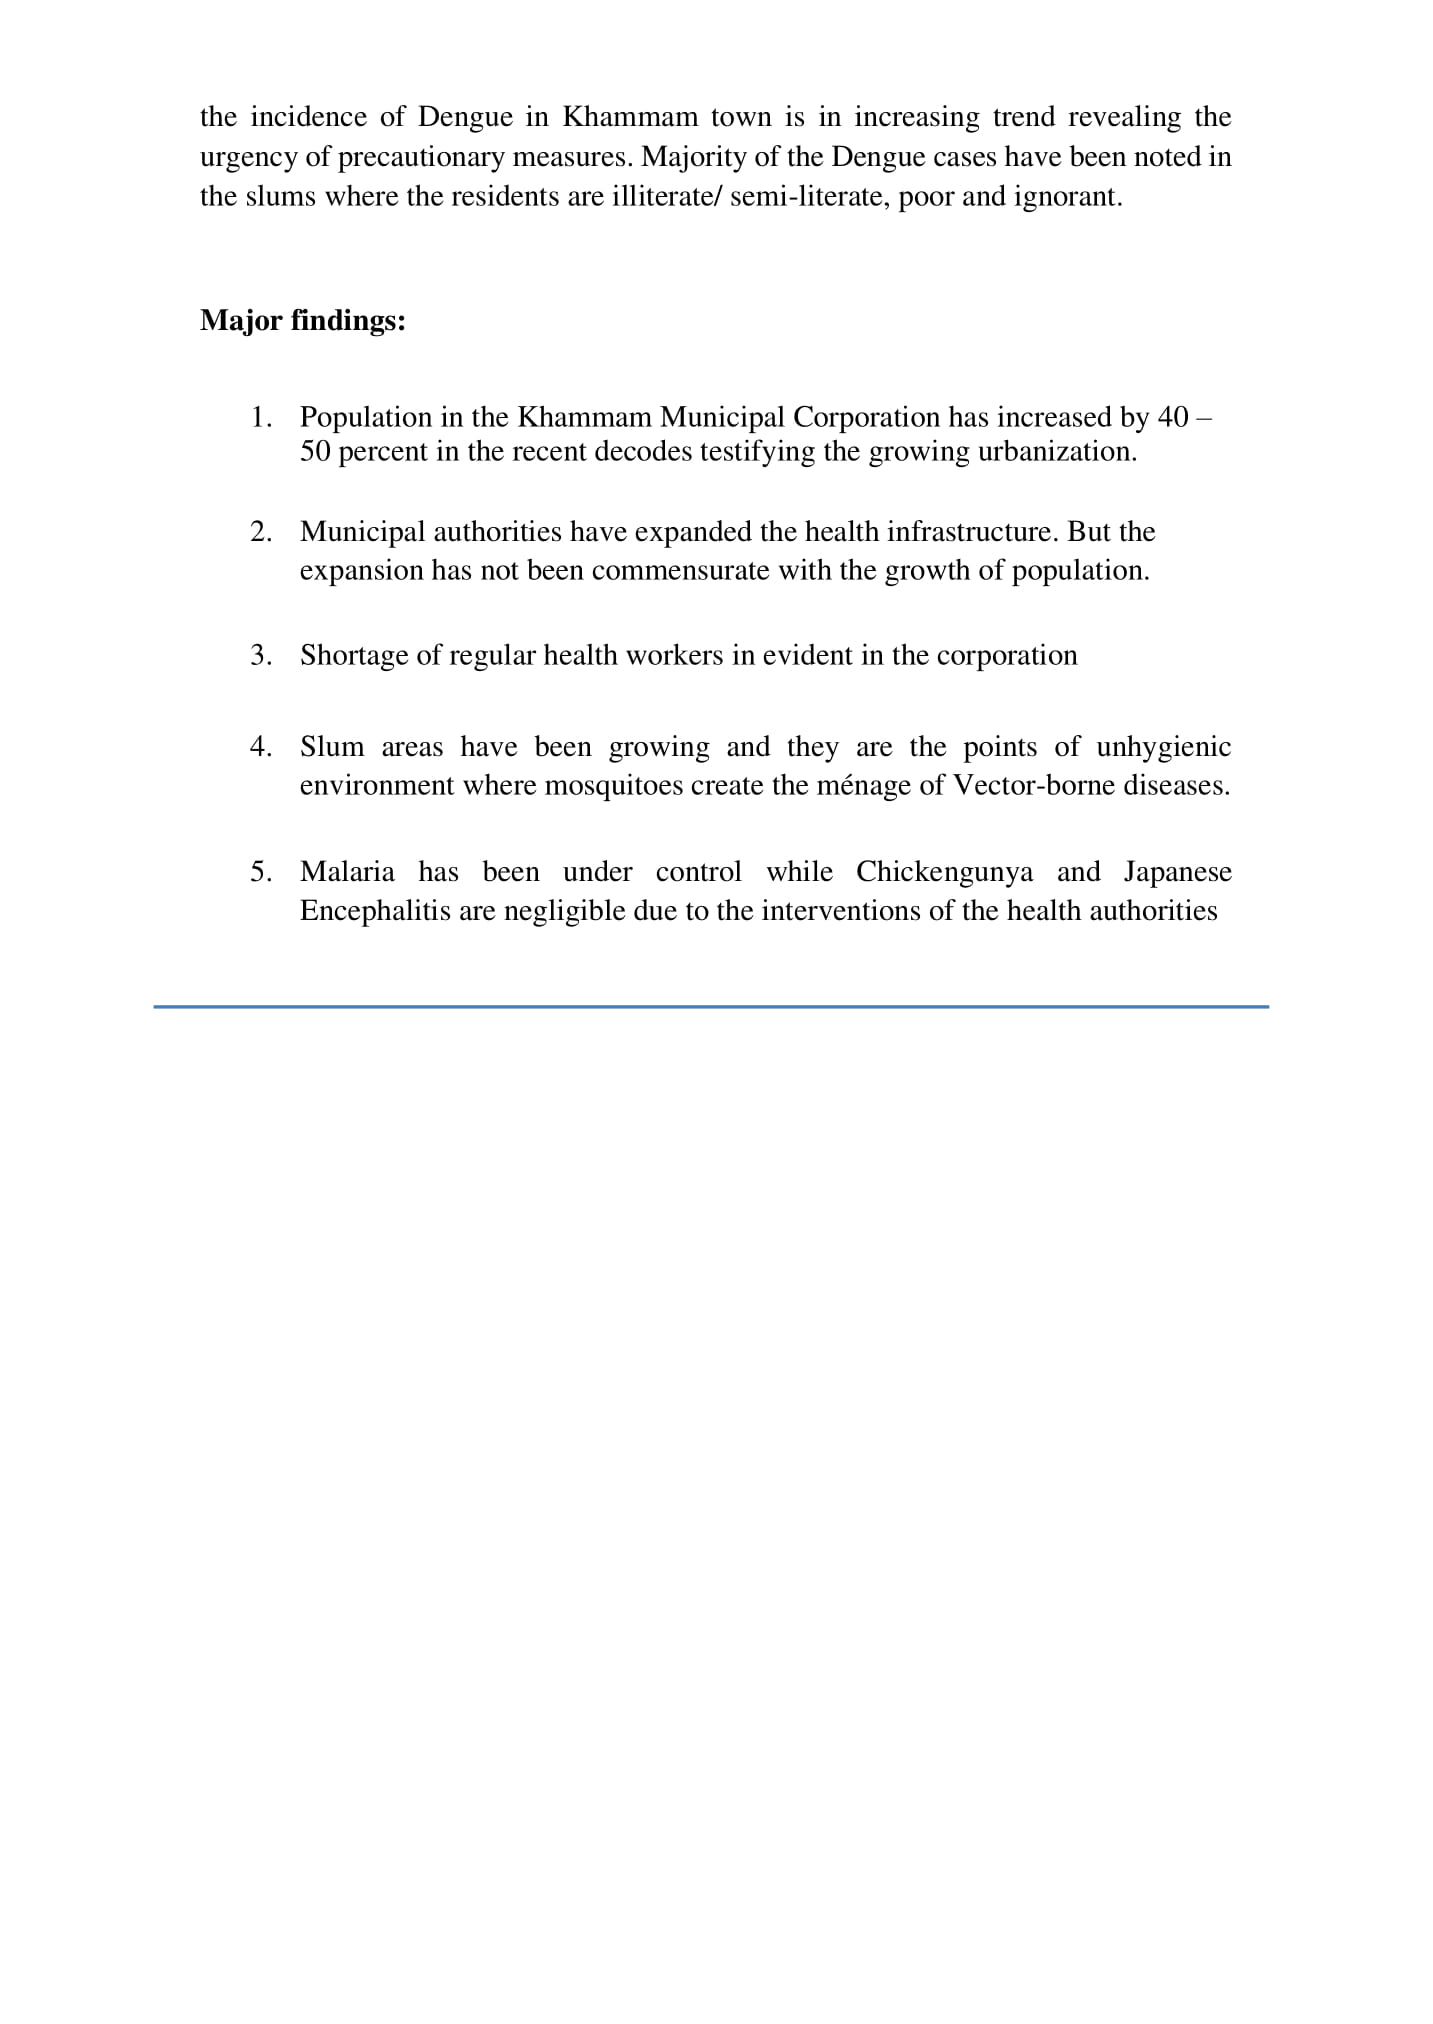 the incidence of Dengue in Khammam town is in increasing trend revealing the
urgency of precautionary measures. Majority of the Dengue cases have been noted in
the slums where the residents are illiterate/ semi-literate, poor and ignorant.
Major findings:
1. Population in the Khammam Municipal Corporation has increased by 40 –
50 percent in the recent decodes testifying the growing urbanization.
2. Municipal authorities have expanded the health infrastructure. But the
expansion has not been commensurate with the growth of population.
3. Shortage of regular health workers in evident in the corporation
4. Slum areas have been growing and they are the points of unhygienic
environment where mosquitoes create the ménage of Vector-borne diseases.
5. Malaria has been under control while Chickengunya and Japanese
Encephalitis are negligible due to the interventions of the health authorities